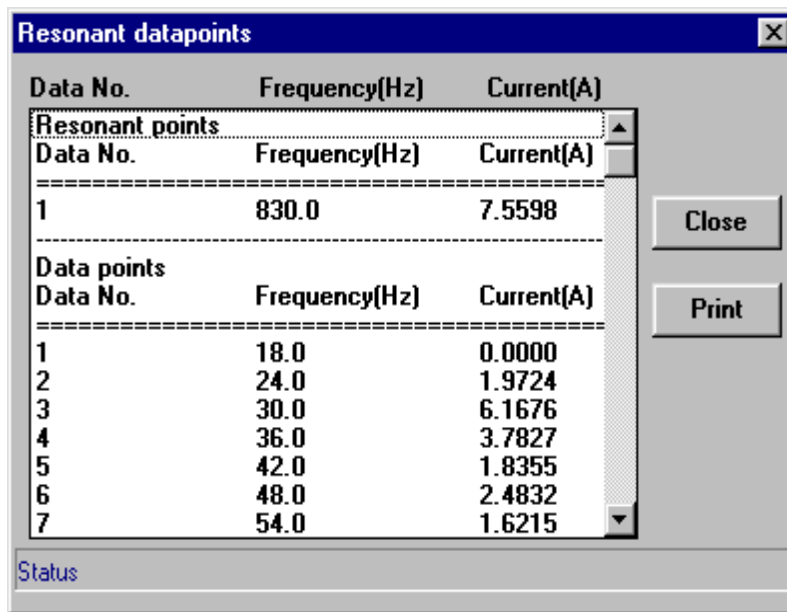 Resonant datapoints
Data No. Frequency(Hz) Current(A)
Resonant points
Data No. Frequency(Hz) Current(A)
=========================================
1 830.0 7.5598
-----------------------------------------------------------------------
Data points
Data No. Frequency(Hz) Current(A)
=========================================
1 18.0 0.0000
2 24.0 1.9724
3 30.0 6.1676
4 36.0 3.7827
5 42.0 1.8355
6 48.0 2.4832
7 54.0 1.6215
Close
Print
Status